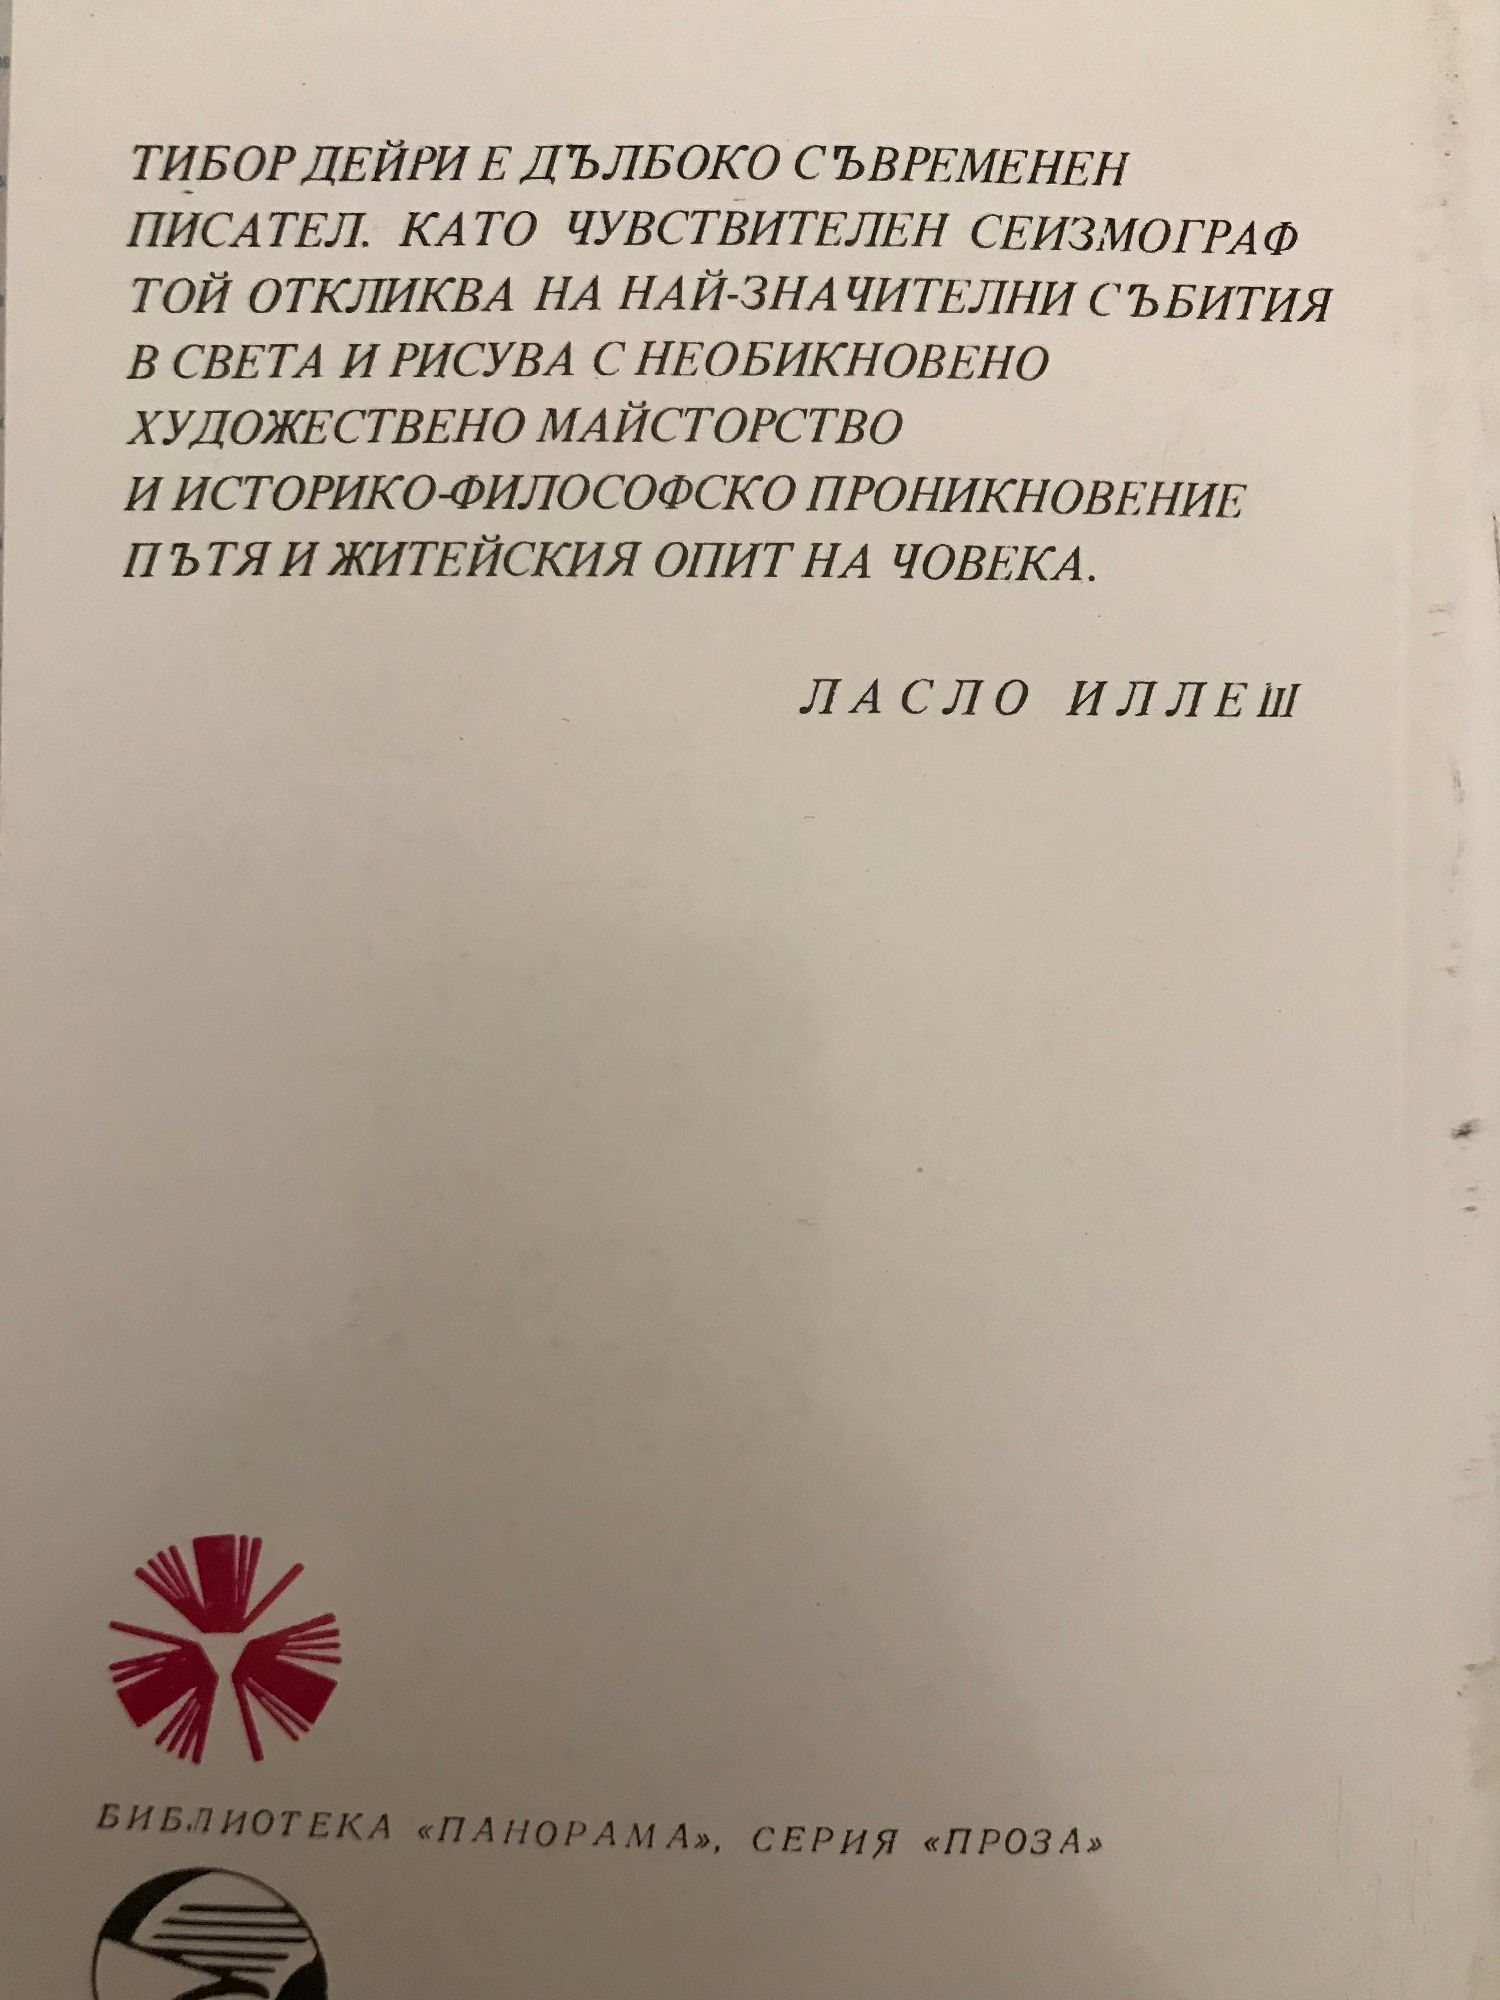 ТИБОР ДЕЙРИ Е ДЪЛБОКО СЪВРЕМЕНЕН
ПИСАТЕЛ. КАТО ЧУВСТВИТЕЛЕН СЕИЗМОГРАФ
ТОЙ ОТКЛИКВА НА НАЙ-ЗНАЧИТЕЛНИ СЪБИТИЯ
В СВЕТА И РИСУВА С НЕОБИКНОВЕНО
ХУДОЖЕСТВЕНО МАЙСТОРСТВО
И ИСТОРИКО-ФИЛОСОФСКО ПРОНИКНОВЕНИЕ
ПЪТЯ И ЖИТЕЙСКИЯ ОПИТ НА ЧОВЕКА.
ЛАСЛО ИЛЛЕШ
БИБЛИОТЕКА «ПАНОРАМА», СЕРИЯ «ПРОЗА»